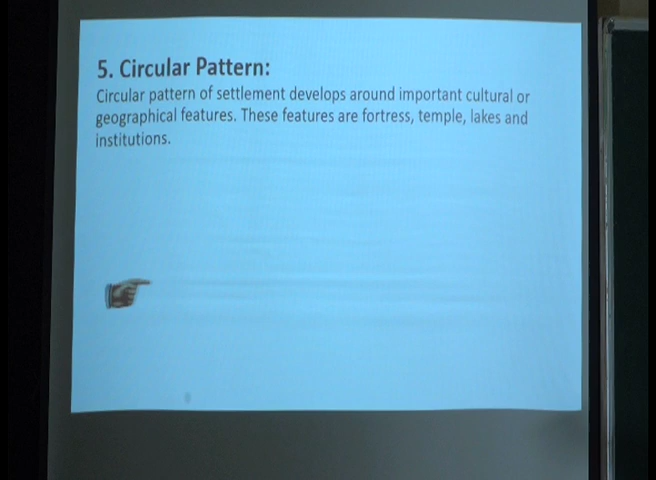 5. Circular Pattern:
Circular pattern of settlement develops around important cultural or
geographical features. These features are fortress, temple, lakes and
institutions.